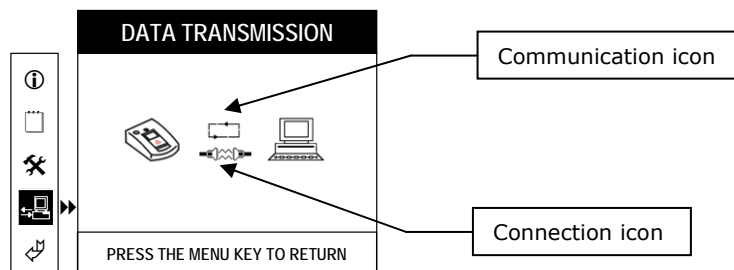 DATA TRANSMISSION
Communication icon
Connection icon
PRESS THE MENU KEY TO RETURN